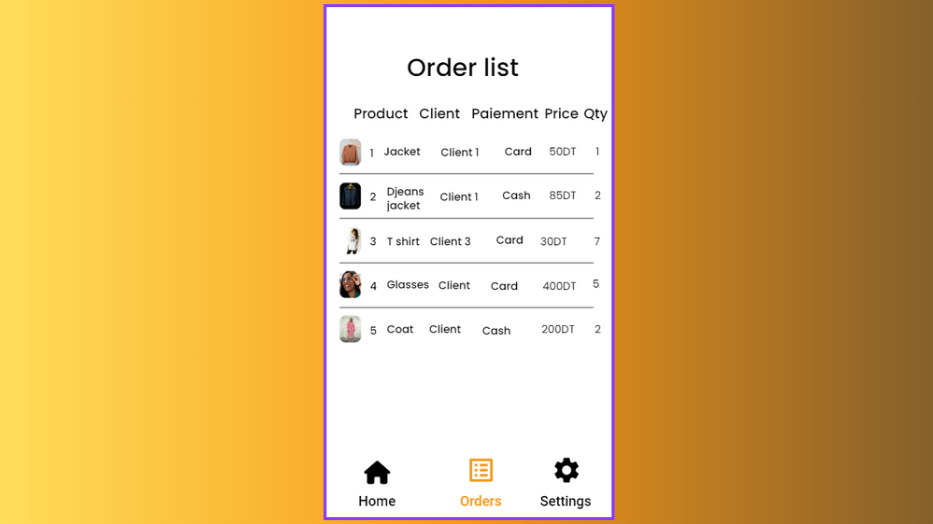 Order list
Product Client Paiement Price Qty
1 Jacket Client 1 Card 50DT 1
2 Djeans jacket Client 1 Cash 85DT 2
3 T shirt Client 3 Card 30DT 7
4 Glasses Client Card 400DT 5
5 Coat Client Cash 200DT 2
Home Orders Settings